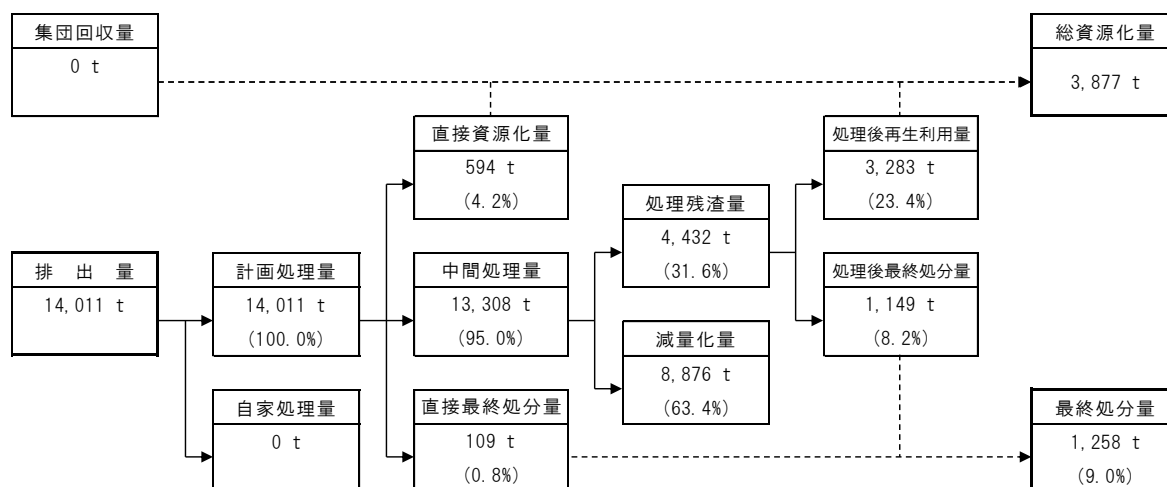 集団回収量
0 t
総資源化量
3,877 t
直接資源化量
594 t
(4.2%)
処理後再生利用量
3,283 t
(23.4%)
処理残渣量
4,432 t
(31.6%)
排 出 量
14,011 t
計画処理量
14,011 t
(100.0%)
中間処理量
13,308 t
(95.0%)
処理後最終処分量
1,149 t
(8.2%)
減量化量
8,876 t
(63.4%)
自家処理量
0 t
直接最終処分量
109 t
(0.8%)
最終処分量
1,258 t
(9.0%)